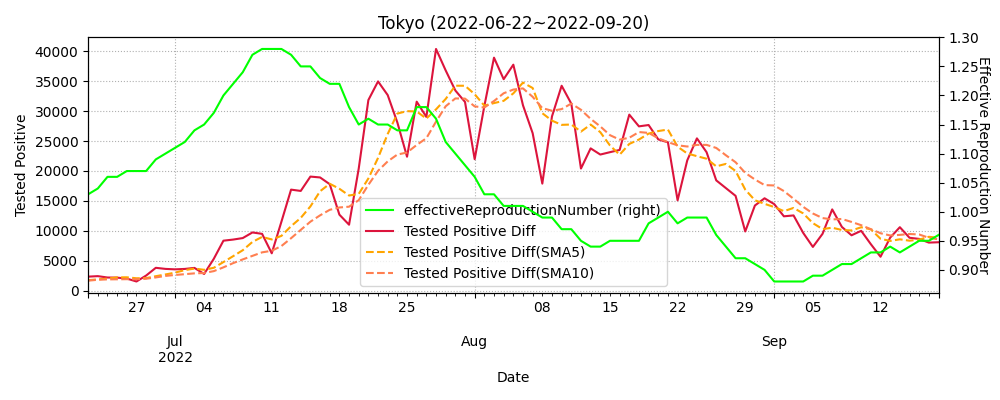 Tokyo (2022-06-22~2022-09-20)
Tested Positive
40000
35000
30000
25000
20000
15000
10000
5000
0
1.30
1.25
1.20
1.15
1.10
1.05
1.00
0.95
0.90
Effective Reproduction Number
effectiveReproductionNumber (right)
Tested Positive Diff
Tested Positive Diff(SMA5)
Tested Positive Diff(SMA10)
27 04 11 18 25 08 15 22 29 05 12
Jul Aug Sep
2022
Date